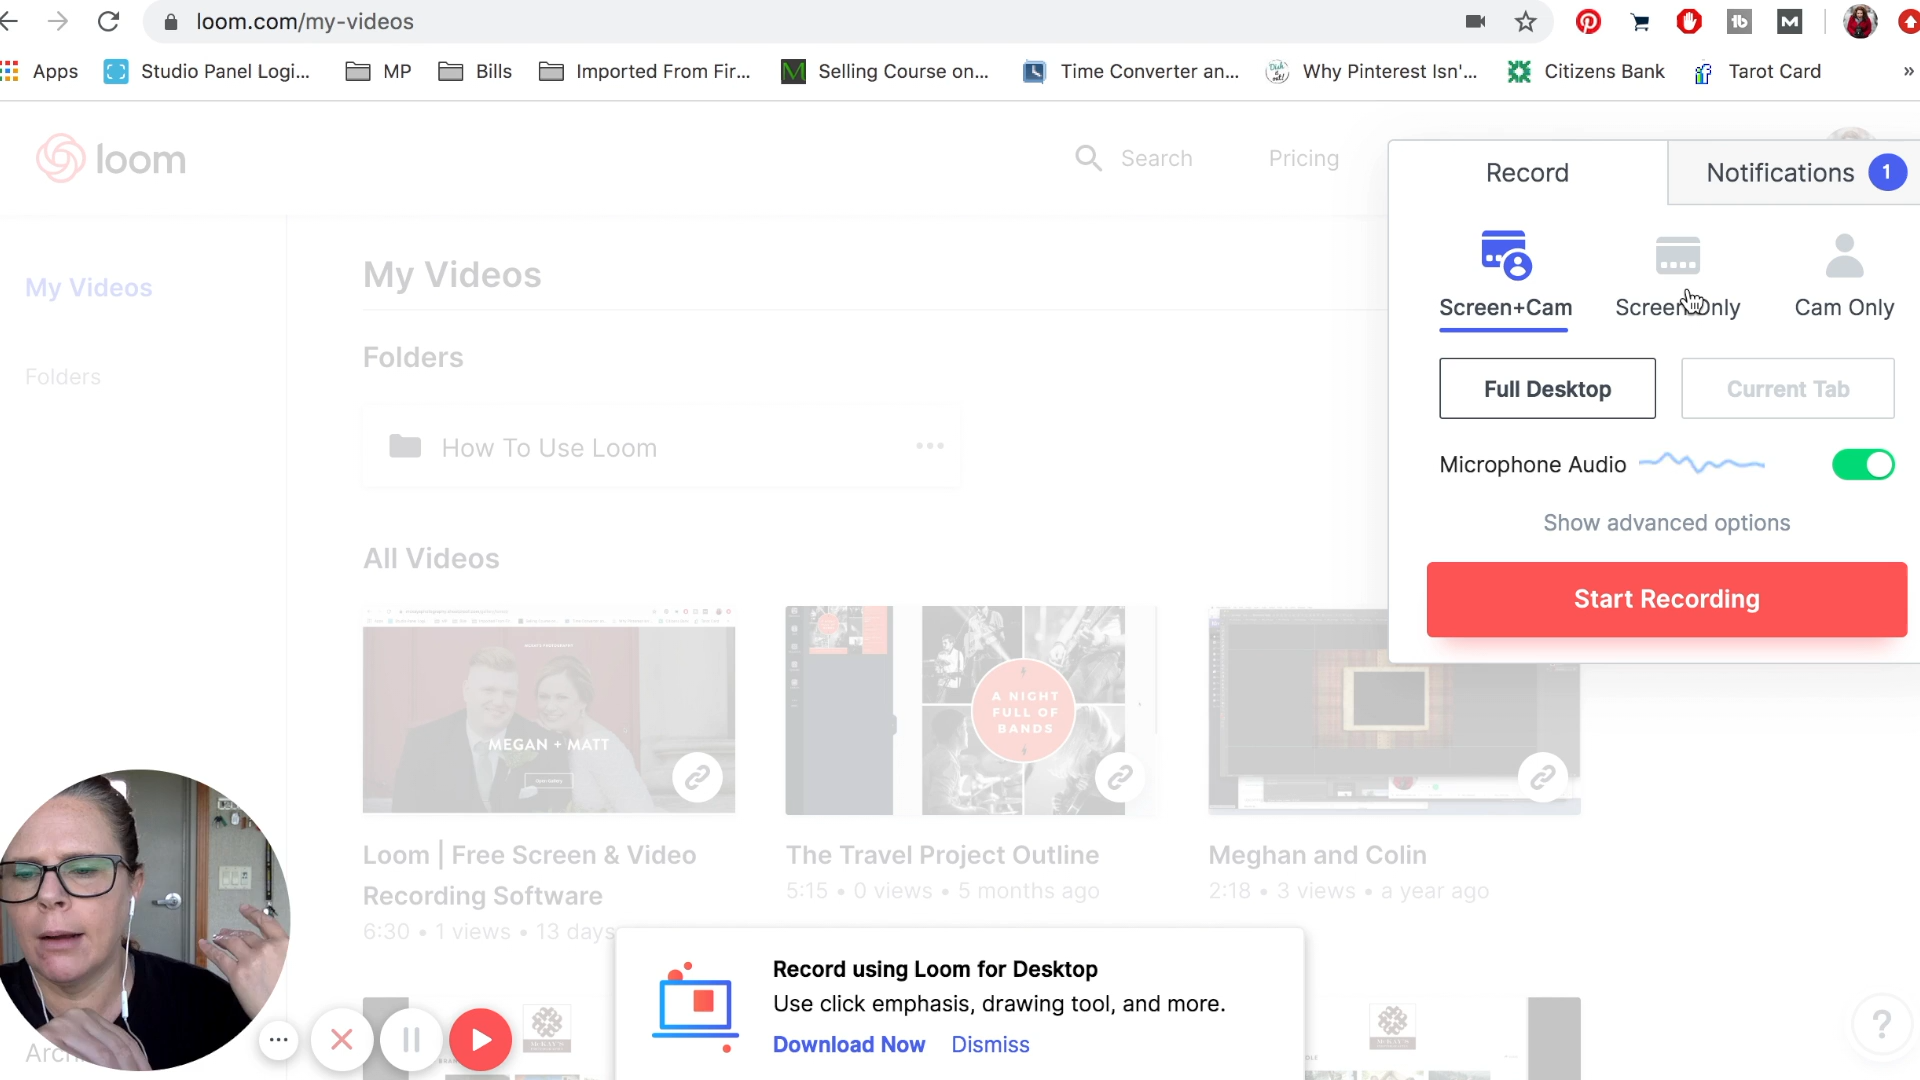 loom.com/my-videos
Apps
Studio Panel Logi...
MP
Bills
Imported From Fir...
Selling Course on...
Time Converter an...
Why Pinterest Isn'...
Citizens Bank
Tarot Card
»
loom
Search
Pricing
Record
Notifications 1
My Videos
Folders
My Videos
Folders
How To Use Loom
All Videos
Screen+Cam
Screen Only
Cam Only
Full Desktop
Current Tab
Microphone Audio
Show advanced options
Start Recording
MEGAN + MATT
A NIGHT
FULL OF
BANDS
Loom | Free Screen & Video
Recording Software
6:30 • 1 views • 13 days
The Travel Project Outline
5:15 • 0 views • 5 months ago
Meghan and Colin
2:18 • 3 views • a year ago
Record using Loom for Desktop
Use click emphasis, drawing tool, and more.
Download Now
Dismiss
?